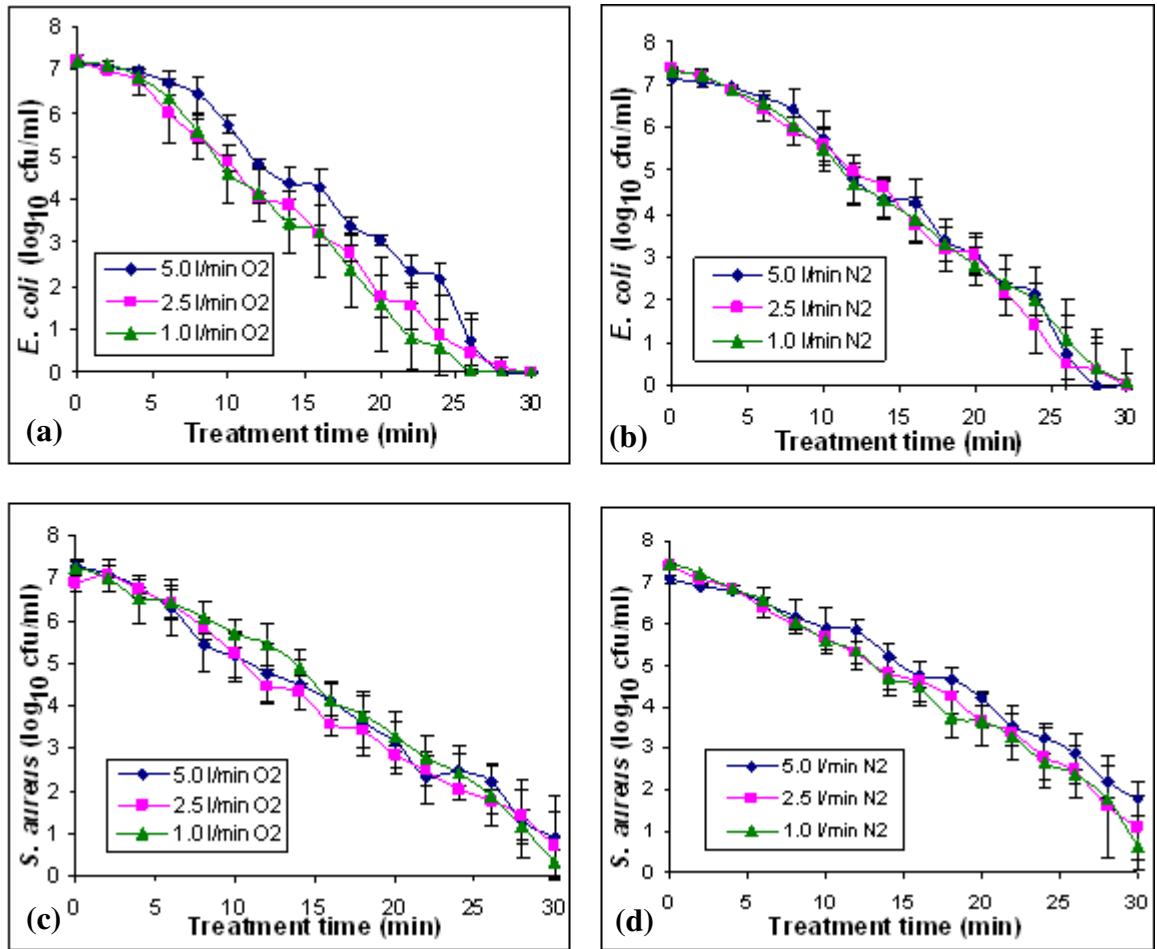 8
7
6
5
4
3
2
1
0
E. coli (log10 cfu/ml)
5.0 l/min O2
2.5 l/min O2
1.0 l/min O2
0 5 10 15 20 25 30
(a) Treatment time (min)
8
7
6
5
4
3
2
1
0
E. coli (log10 cfu/ml)
5.0 l/min N2
2.5 l/min N2
1.0 l/min N2
0 5 10 15 20 25 30
(b) Treatment time (min)
8
7
6
5
4
3
2
1
0
S. aureus (log10 cfu/ml)
5.0 l/min O2
2.5 l/min O2
1.0 l/min O2
0 5 10 15 20 25 30
(c) Treatment time (min)
8
7
6
5
4
3
2
1
0
S. aureus (log10 cfu/ml)
5.0 l/min N2
2.5 l/min N2
1.0 l/min N2
0 5 10 15 20 25 30
(d) Treatment time (min)